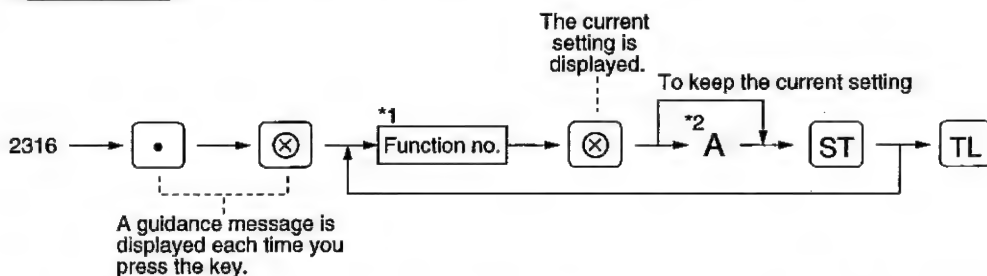 The current
setting is
displayed.
To keep the current setting
*1
*2
2316 • ⊗ Function no. ⊗ A ST TL
A guidance message is
displayed each time you
press the key.